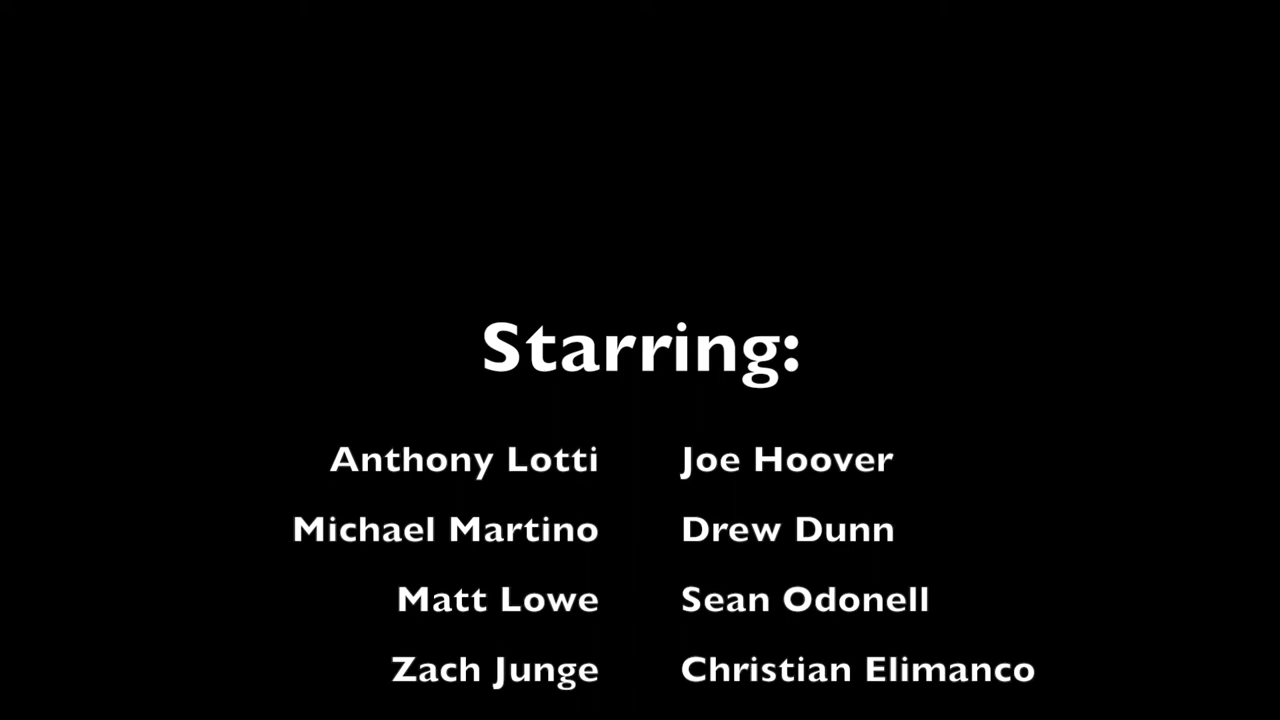 Starring:
Anthony Lotti Joe Hoover
Michael Martino Drew Dunn
Matt Lowe Sean Odonell
Zach Junge Christian Elimanco